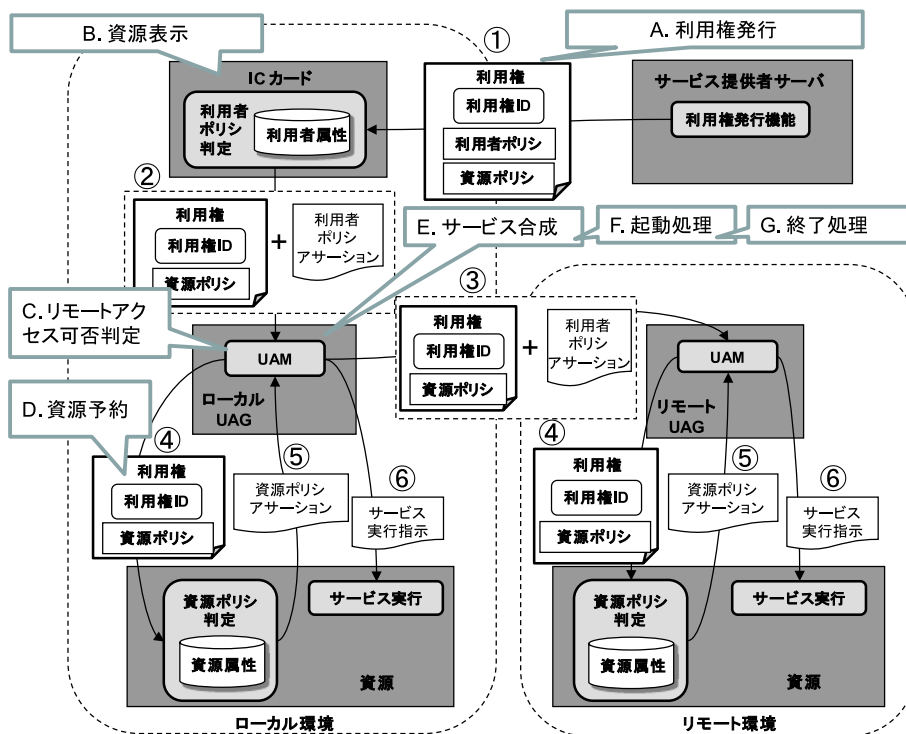 B. 資源表示
①
A. 利用権発行
ICカード
利用者
ポリシ
判定
利用者属性
利用権
利用権ID
利用者ポリシ
資源ポリシ
サービス提供者サーバ
利用権発行機能
②
利用権
利用権ID
資源ポリシ
+
利用者
ポリシ
アサーション
E. サービス合成
F. 起動処理
G. 終了処理
③
利用権
利用権ID
資源ポリシ
+
利用者
ポリシ
アサーション
C. リモートアク
セス可否判定
UAM
ローカル
UAG
UAM
リモート
UAG
D. 資源予約
④
利用権
利用権ID
資源ポリシ
⑤
資源ポリシ
アサーション
⑥
サービス
実行指示
④
利用権
利用権ID
資源ポリシ
⑤
資源ポリシ
アサーション
⑥
サービス
実行指示
資源ポリシ
判定
資源属性
サービス実行
資源
資源ポリシ
判定
資源属性
サービス実行
資源
ローカル環境
リモート環境